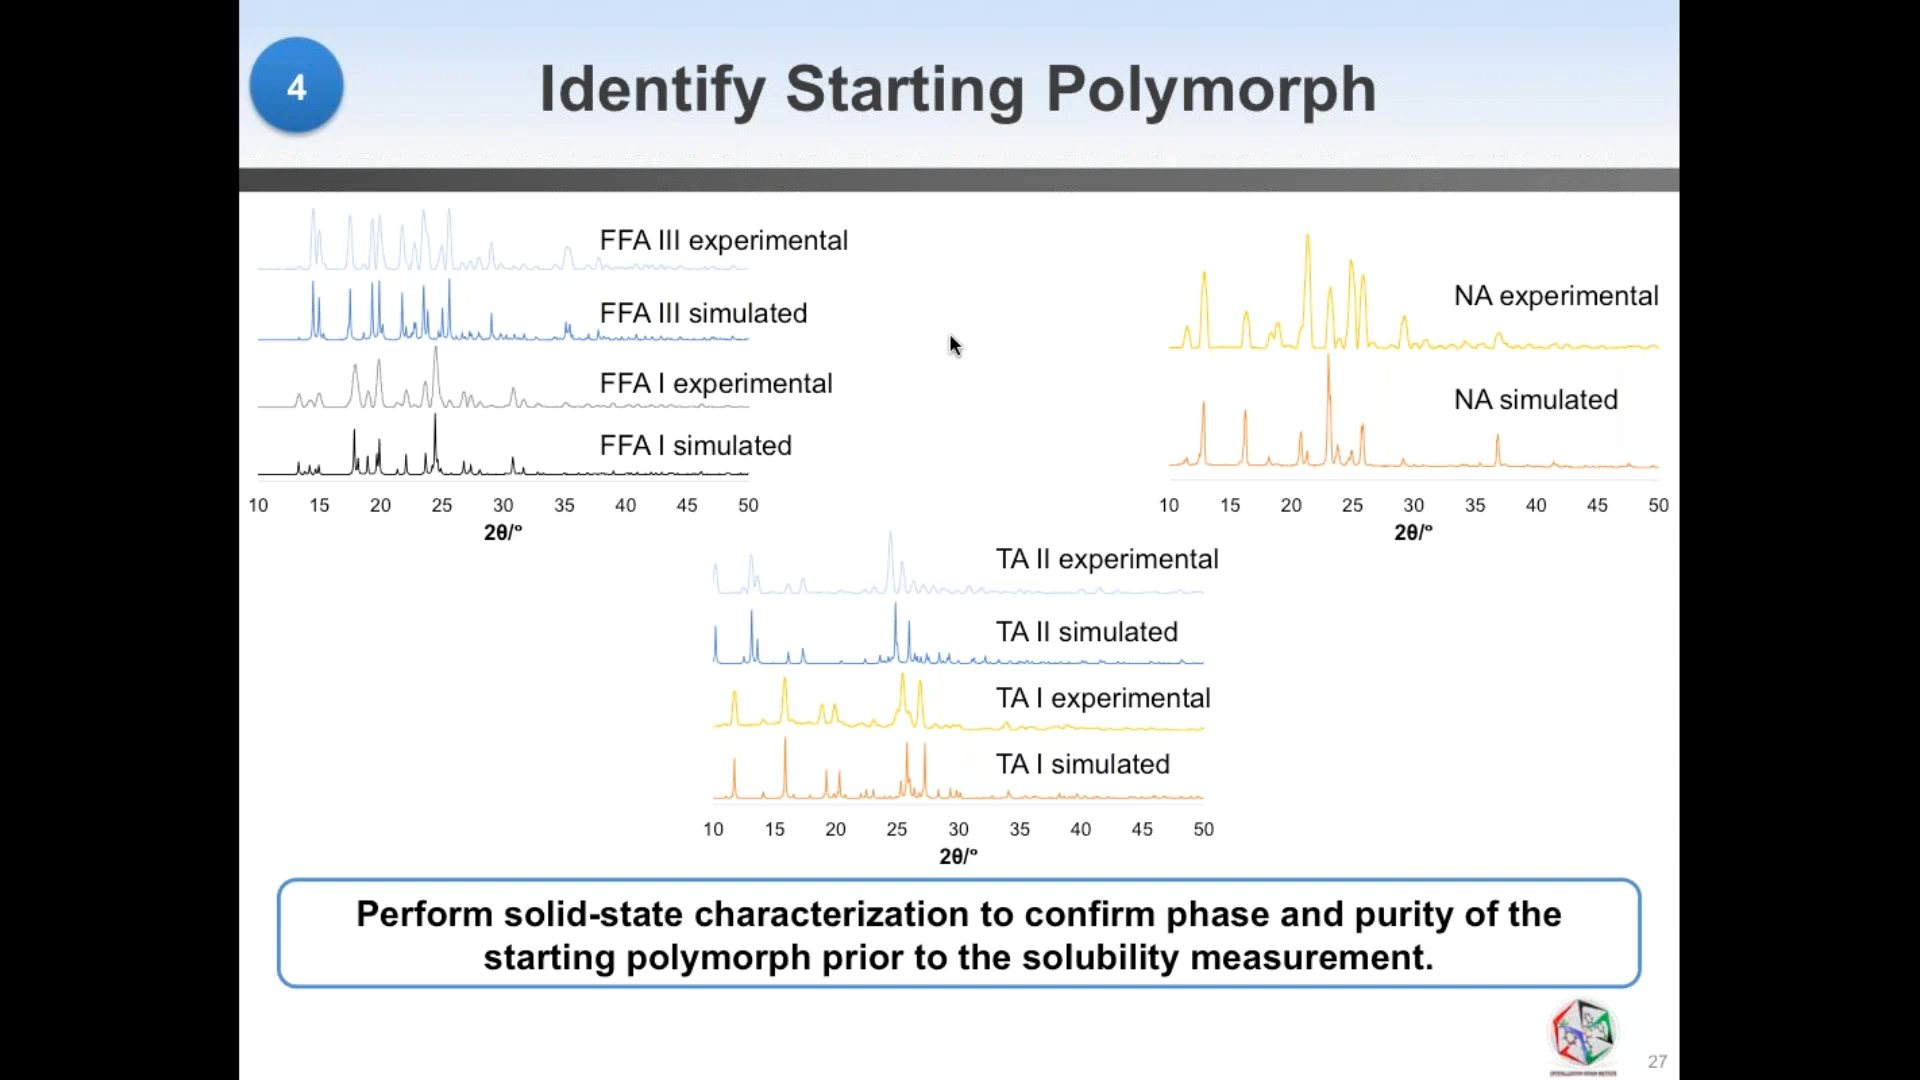 4
Identify Starting Polymorph
FFA III experimental
FFA III simulated
FFA I experimental
FFA I simulated
10 15 20 25 30 35 40 45 50
2θ/°
NA experimental
NA simulated
10 15 20 25 30 35 40 45 50
2θ/°
TA II experimental
TA II simulated
TA I experimental
TA I simulated
10 15 20 25 30 35 40 45 50
2θ/°
Perform solid-state characterization to confirm phase and purity of the
starting polymorph prior to the solubility measurement.
27